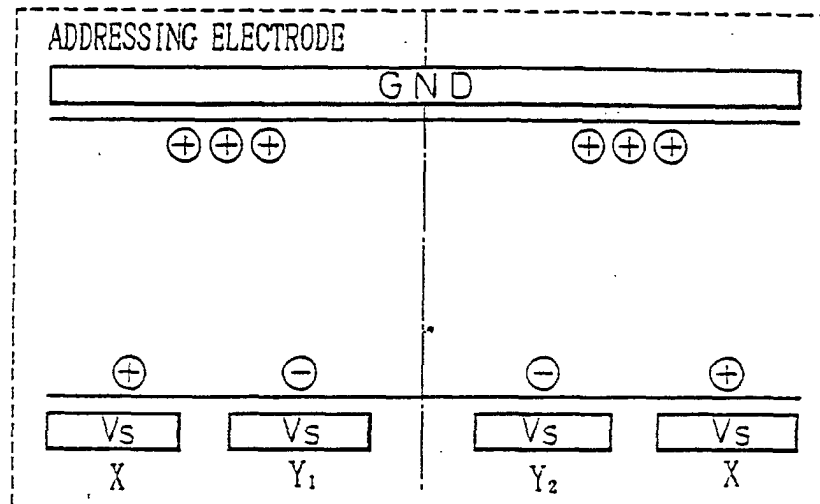 ADDRESSING ELECTRODE
GND
⊕⊕⊕ ⊕⊕⊕
⊕ ⊖ ⊖ ⊕
Vs Vs Vs Vs
X Y₁ Y₂ X